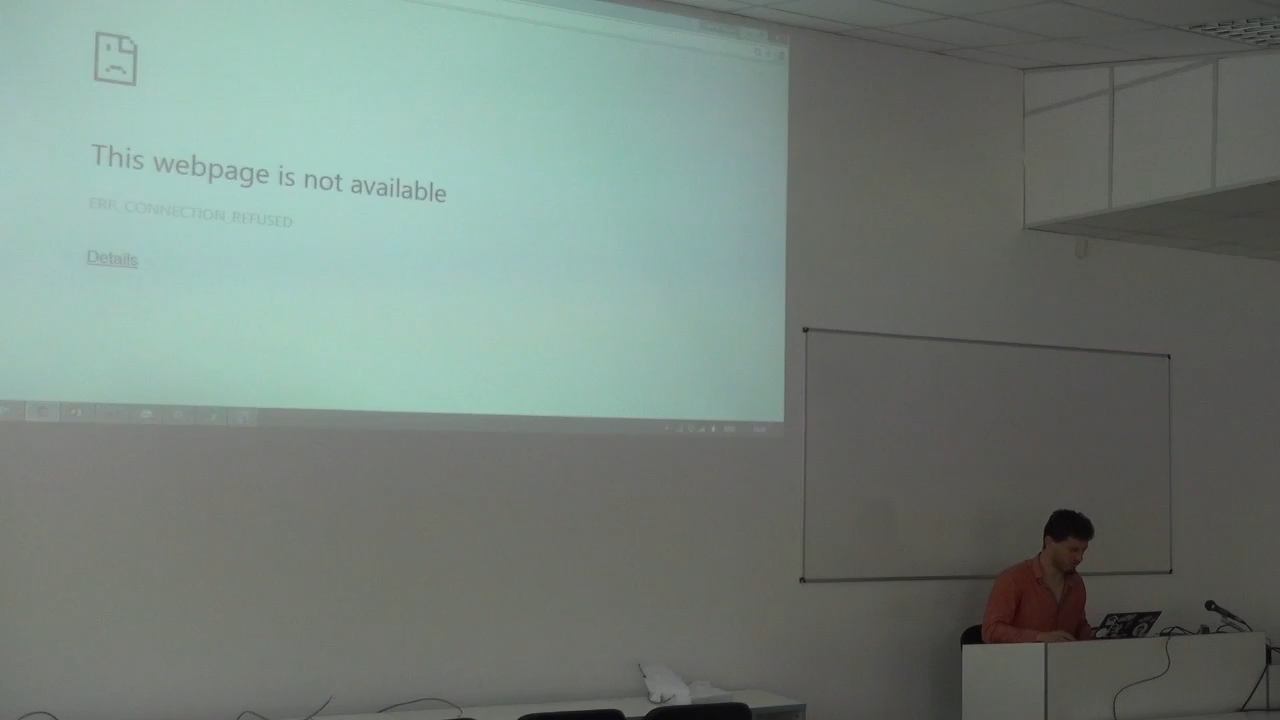 This webpage is not available
ERR_CONNECTION_REFUSED
Details